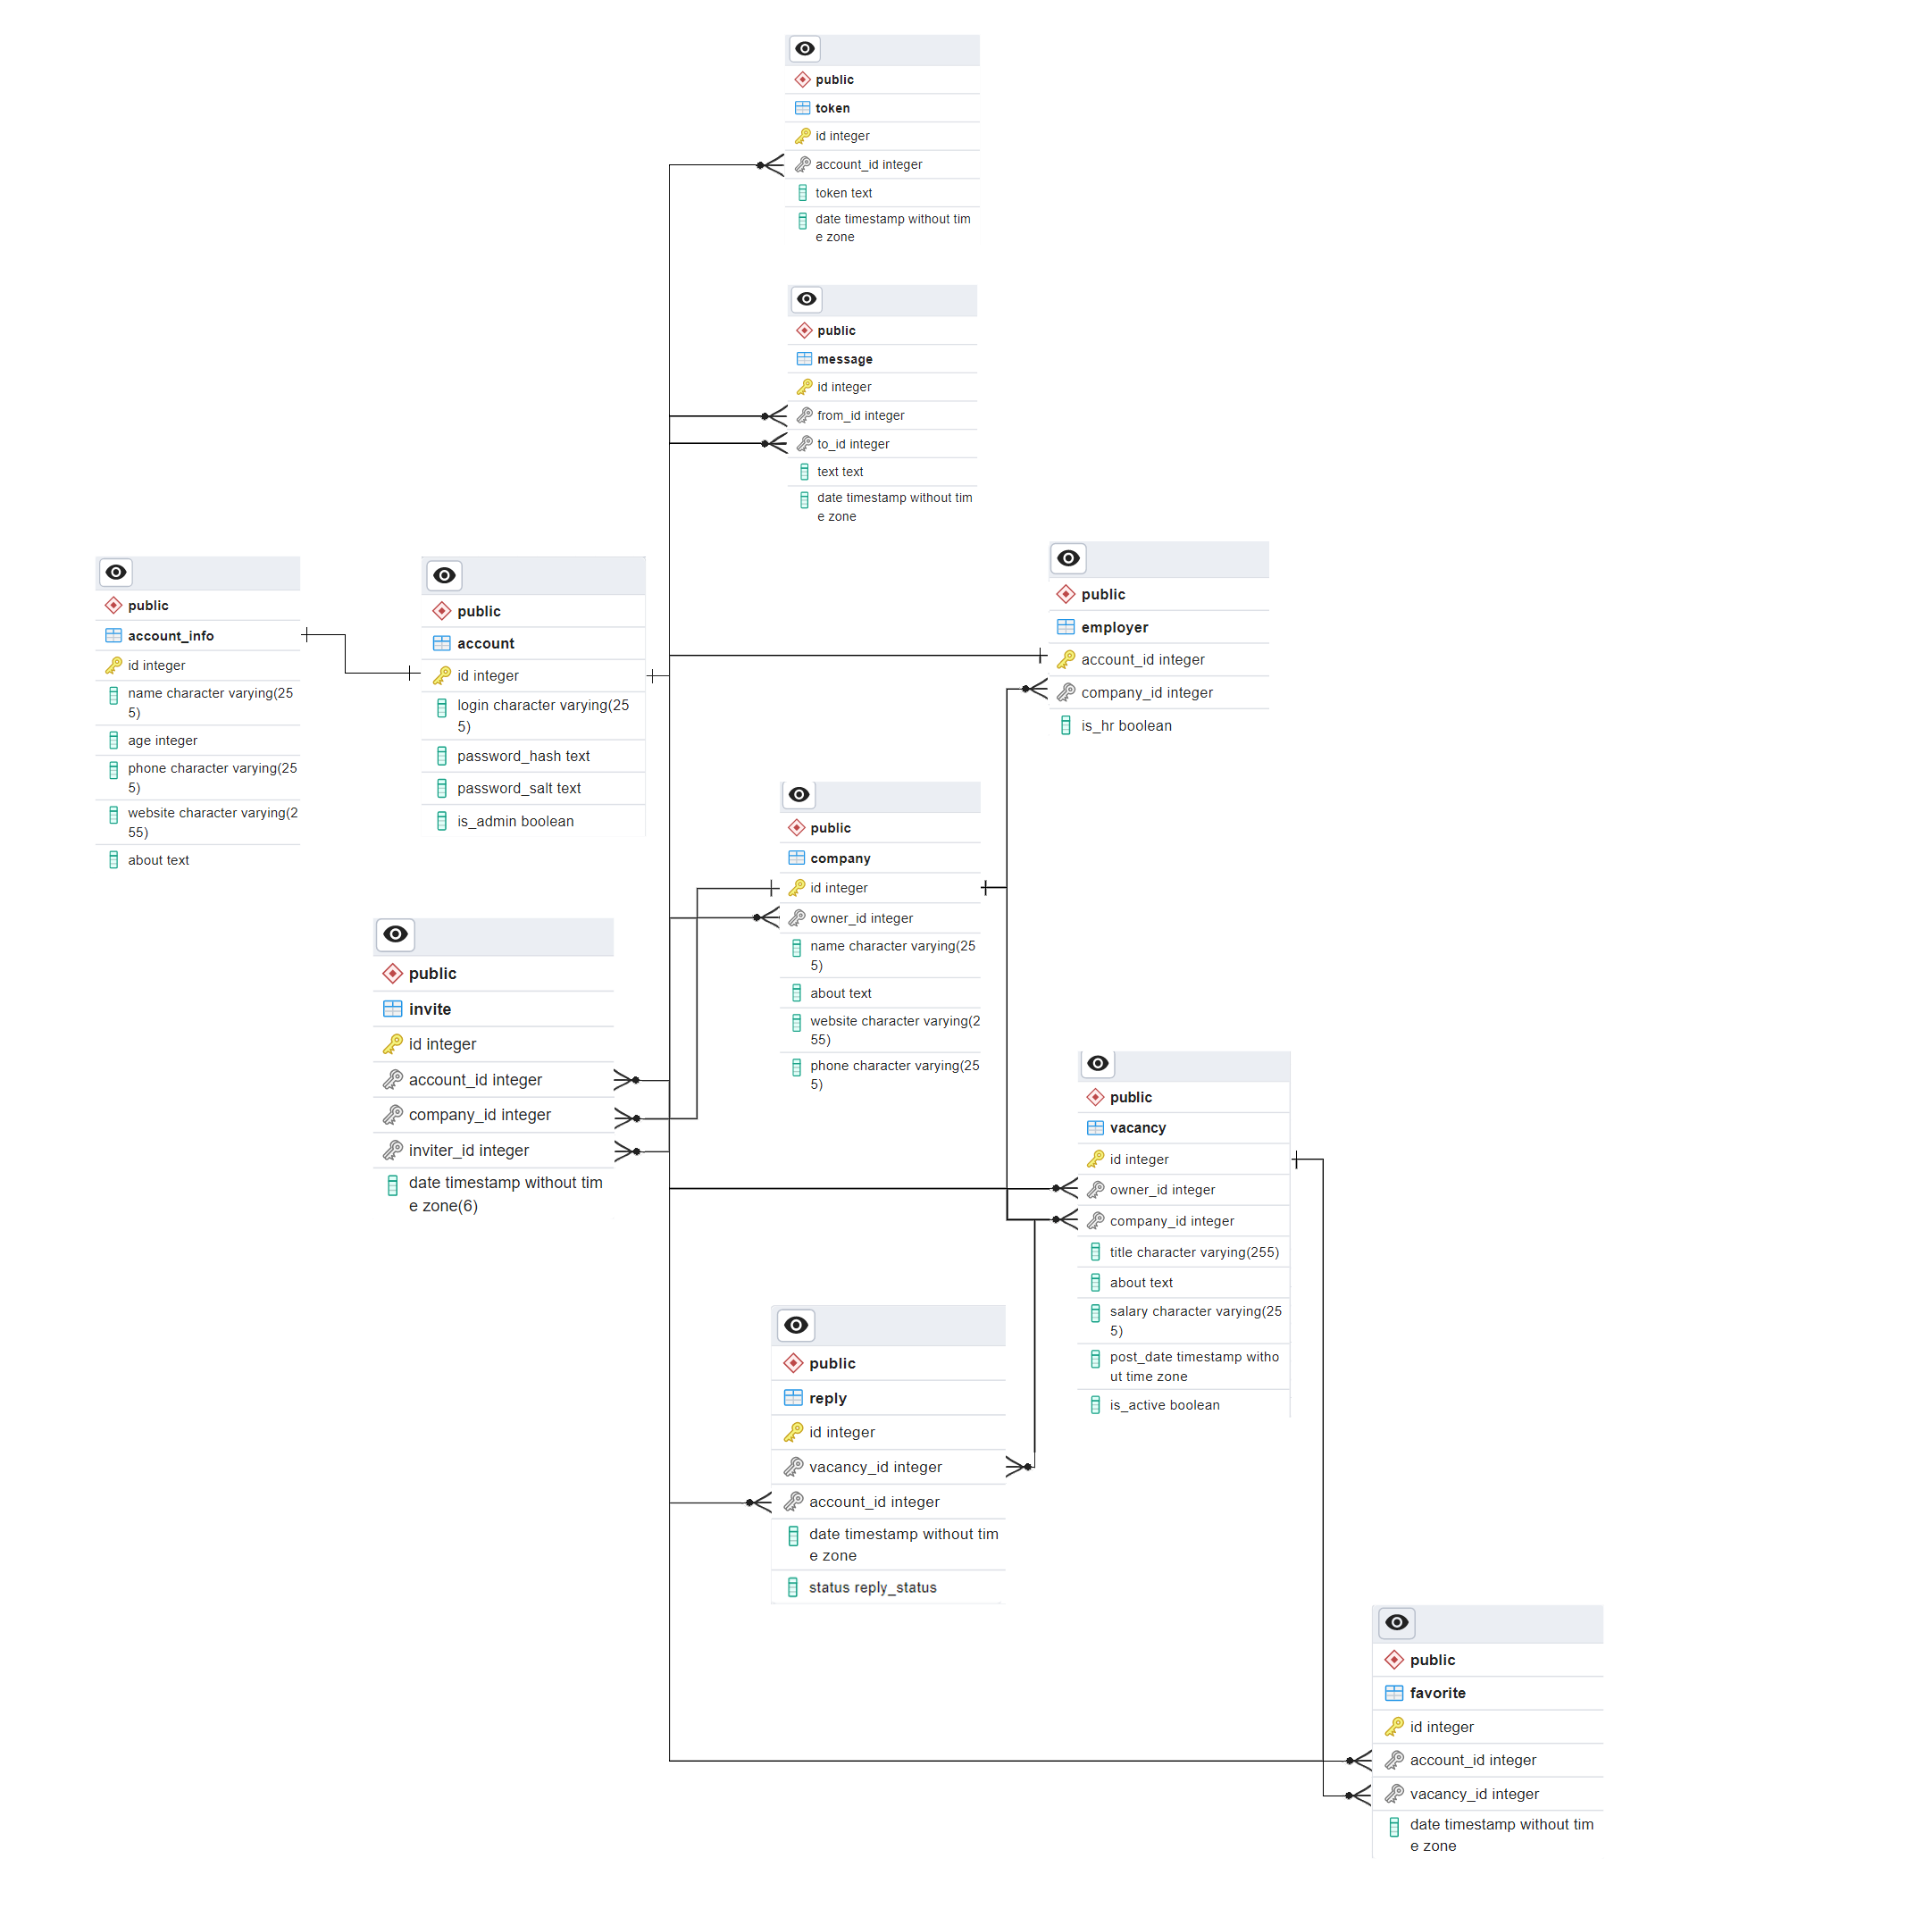 public
token
id integer
account_id integer
token text
date timestamp without tim
e zone
public
message
id integer
from_id integer
to_id integer
text text
date timestamp without tim
e zone
public
account_info
id integer
name character varying(25
5)
age integer
phone character varying(25
5)
website character varying(2
55)
about text
public
account
id integer
login character varying(25
5)
password_hash text
password_salt text
is_admin boolean
public
employer
account_id integer
company_id integer
is_hr boolean
public
company
id integer
owner_id integer
name character varying(25
5)
about text
website character varying(2
55)
phone character varying(25
5)
public
invite
id integer
account_id integer
company_id integer
inviter_id integer
date timestamp without tim
e zone(6)
public
vacancy
id integer
owner_id integer
company_id integer
title character varying(255)
about text
salary character varying(25
5)
post_date timestamp witho
ut time zone
is_active boolean
public
reply
id integer
vacancy_id integer
account_id integer
date timestamp without tim
e zone
status reply_status
public
favorite
id integer
account_id integer
vacancy_id integer
date timestamp without tim
e zone